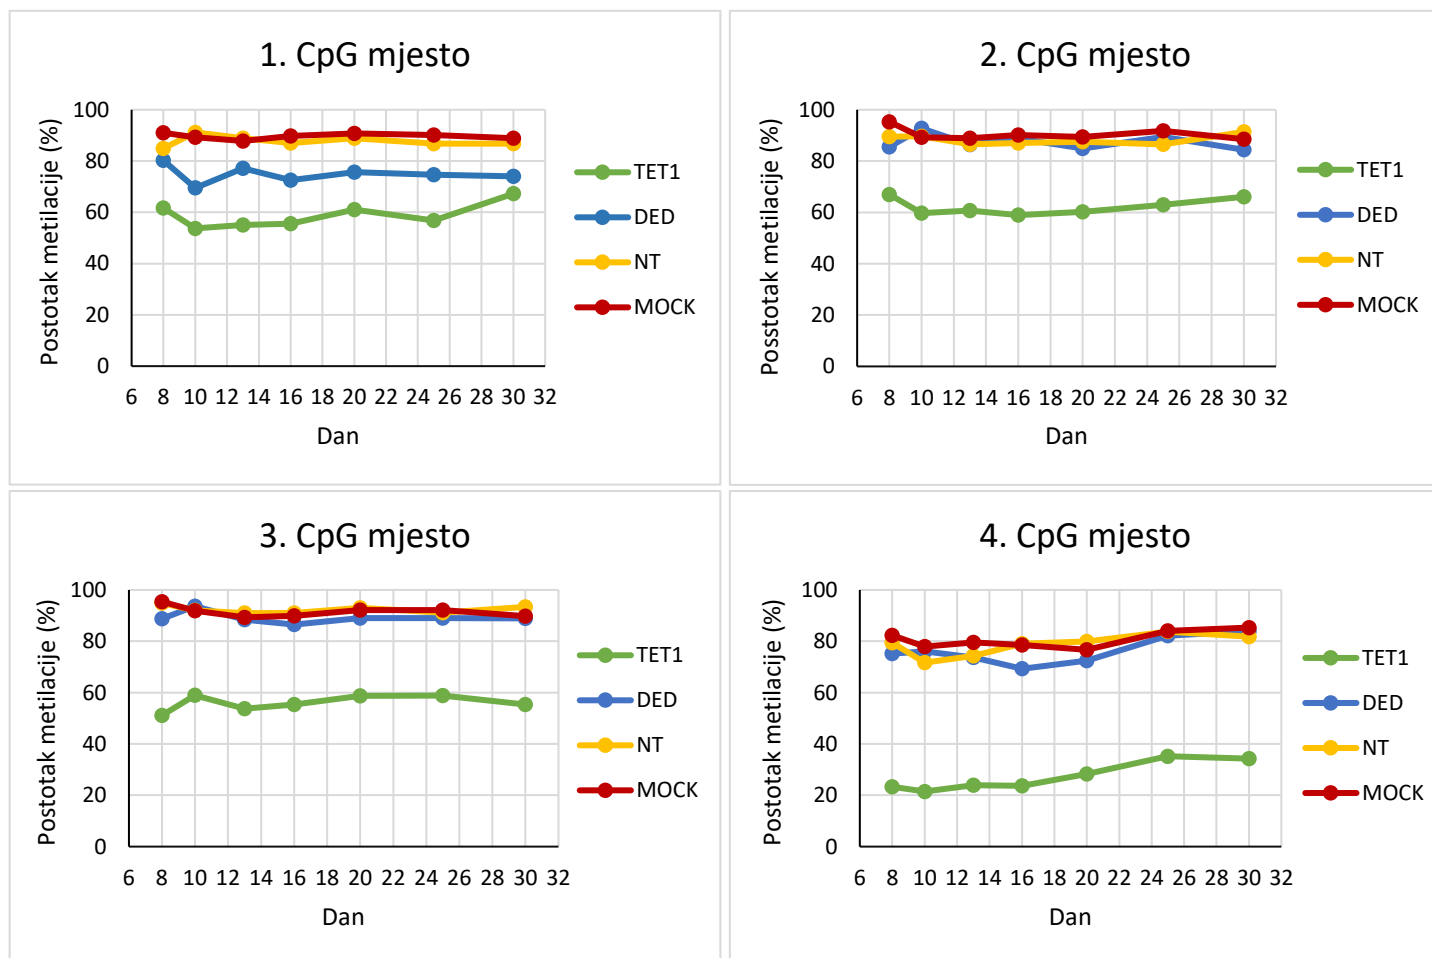 1. CpG mjesto
Postotak metilacije (%)
100
80
60
40
20
0
6 8 10 12 14 16 18 20 22 24 26 28 30 32
Dan
TET1
DED
NT
MOCK
2. CpG mjesto
Posstotak metilacije (%)
100
80
60
40
20
0
6 8 10 12 14 16 18 20 22 24 26 28 30 32
Dan
TET1
DED
NT
MOCK
3. CpG mjesto
Postotak metilacije (%)
100
80
60
40
20
0
6 8 10 12 14 16 18 20 22 24 26 28 30 32
Dan
TET1
DED
NT
MOCK
4. CpG mjesto
Postotak metilacije (%)
100
80
60
40
20
0
6 8 10 12 14 16 18 20 22 24 26 28 30 32
Dan
TET1
DED
NT
MOCK